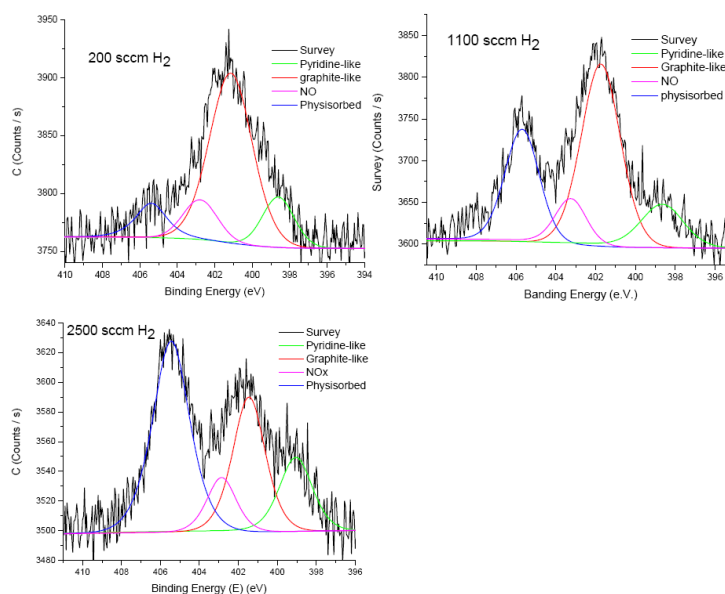 200 sccm H2
Survey
Pyridine-like
graphite-like
NO
Physisorbed
C (Counts / s)
3950
3900
3850
3800
3750
410 408 406 404 402 400 398 396 394
Binding Energy (eV)
1100 sccm H2
Survey
Pyridine-like
Graphite-like
NO
physisorbed
Survey (Counts / s)
3850
3800
3750
3700
3650
3600
410 408 406 404 402 400 398 396
Banding Energy (e.V.)
2500 sccm H2
Survey
Pyridine-like
Graphite-like
NOx
Physisorbed
C (Counts / s)
3640
3620
3600
3580
3560
3540
3520
3500
3480
410 408 406 404 402 400 398 396
Binding Energy (E) (eV)